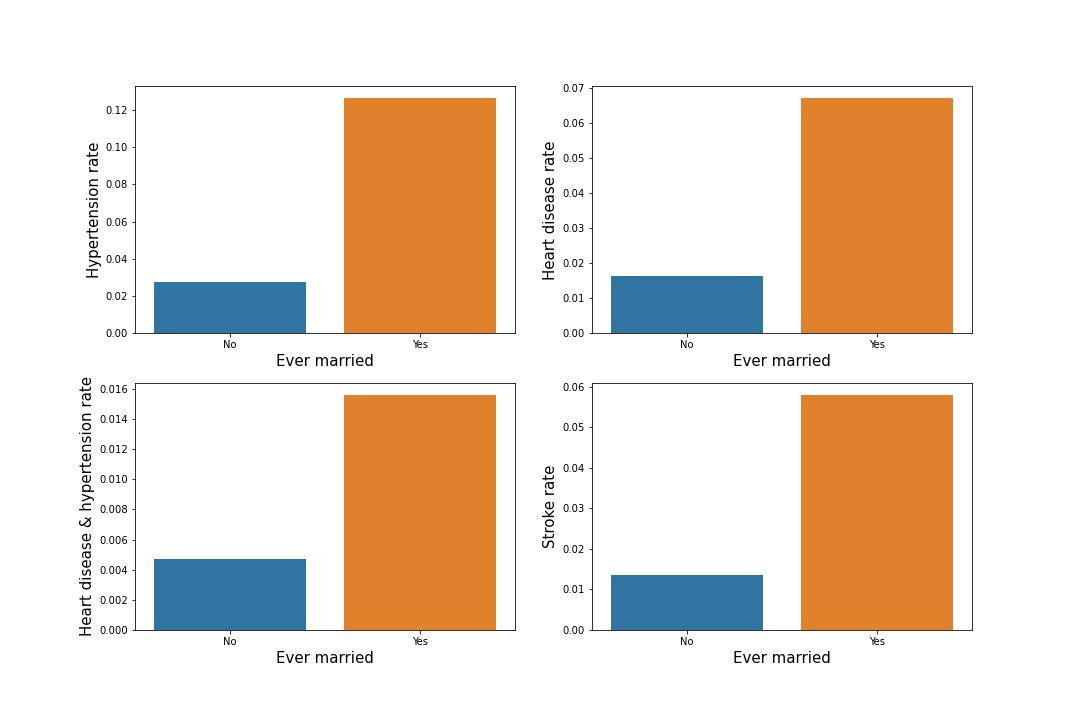 Hypertension rate
0.12
0.10
0.08
0.06
0.04
0.02
0.00
No Yes
Ever married
Heart disease rate
0.07
0.06
0.05
0.04
0.03
0.02
0.01
0.00
No Yes
Ever married
Heart disease & hypertension rate
0.016
0.014
0.012
0.010
0.008
0.006
0.004
0.002
0.000
No Yes
Ever married
Stroke rate
0.06
0.05
0.04
0.03
0.02
0.01
0.00
No Yes
Ever married